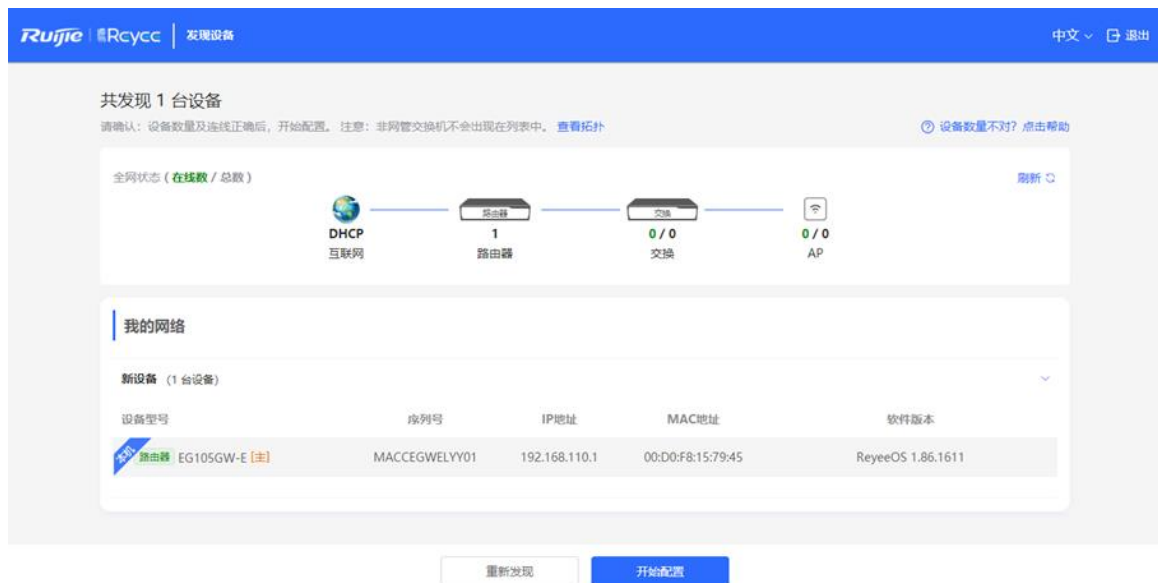 Ruijie | Rcycc | 发现设备
中文 退出
共发现 1 台设备
请确认：设备数量及连线正确后，开始配置。 注意：非网管交换机不会出现在列表中。 查看拓扑
设备数量不对？点击帮助
全网状态 ( 在线数 / 总数 )
刷新
路由器 交换
DHCP 1 0 / 0 0 / 0
互联网 路由器 交换 AP
我的网络
新设备 (1 台设备)
设备型号 序列号 IP地址 MAC地址 软件版本
本机 路由器 EG105GW-E [主] MACCEGWELYY01 192.168.110.1 00:D0:F8:15:79:45 ReyeeOS 1.86.1611
重新发现 开始配置